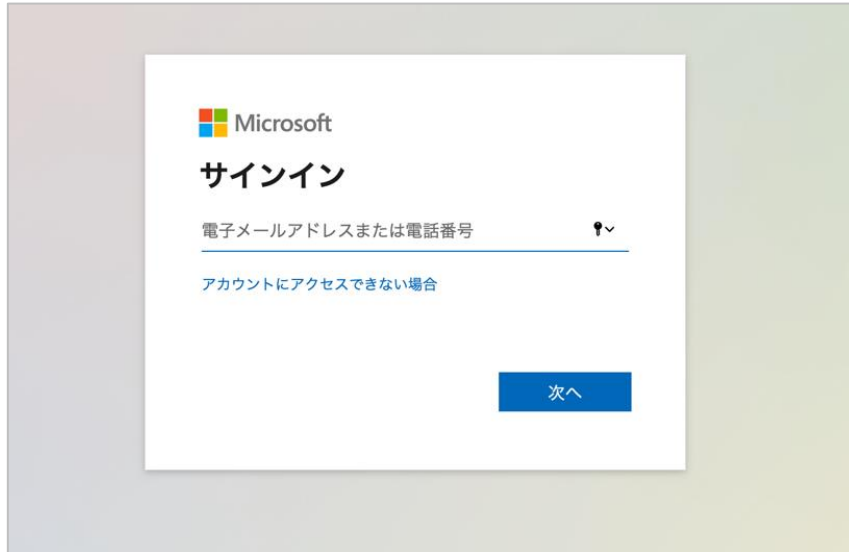 Microsoft
サインイン
電子メールアドレスまたは電話番号
アカウントにアクセスできない場合
次へ